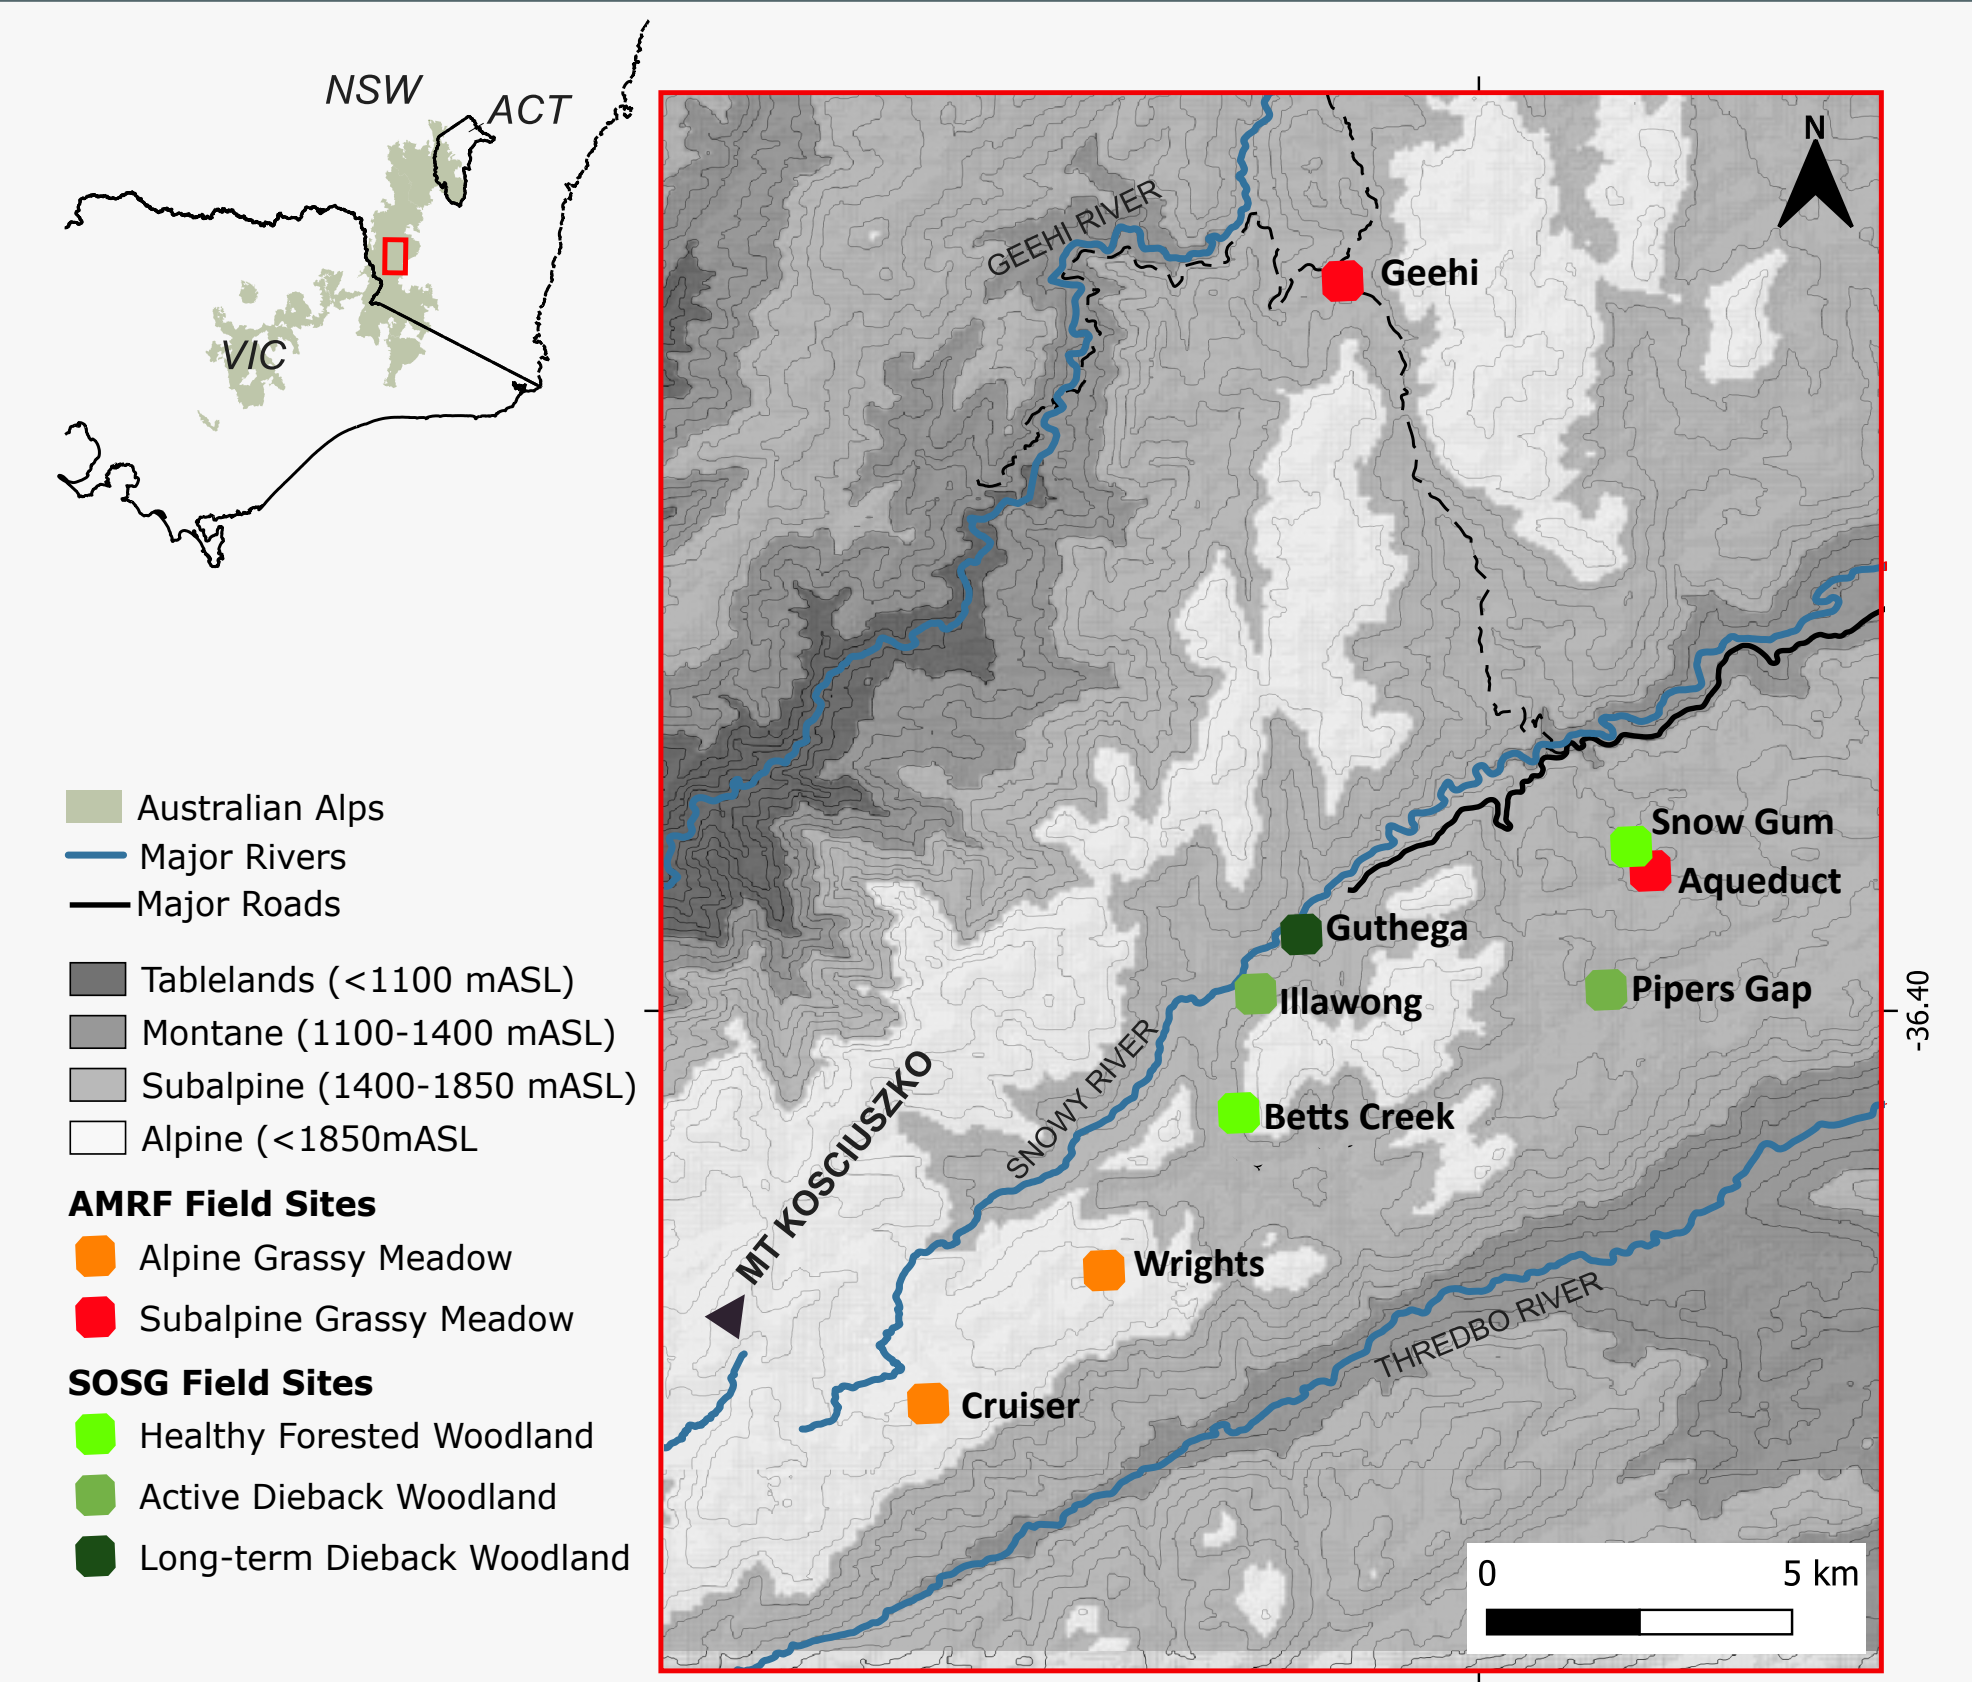 NSW
ACT
VIC
N
GEEHI RIVER
Geehi
Snow Gum
Aqueduct
Guthega
Illawong
Pipers Gap
-36.40
SNOWY RIVER
Betts Creek
MT KOSCIUSZKO
Wrights
THREDBO RIVER
Cruiser
0 5 km
Australian Alps
Major Rivers
Major Roads
Tablelands (<1100 mASL)
Montane (1100-1400 mASL)
Subalpine (1400-1850 mASL)
Alpine (<1850mASL
AMRF Field Sites
Alpine Grassy Meadow
Subalpine Grassy Meadow
SOSG Field Sites
Healthy Forested Woodland
Active Dieback Woodland
Long-term Dieback Woodland